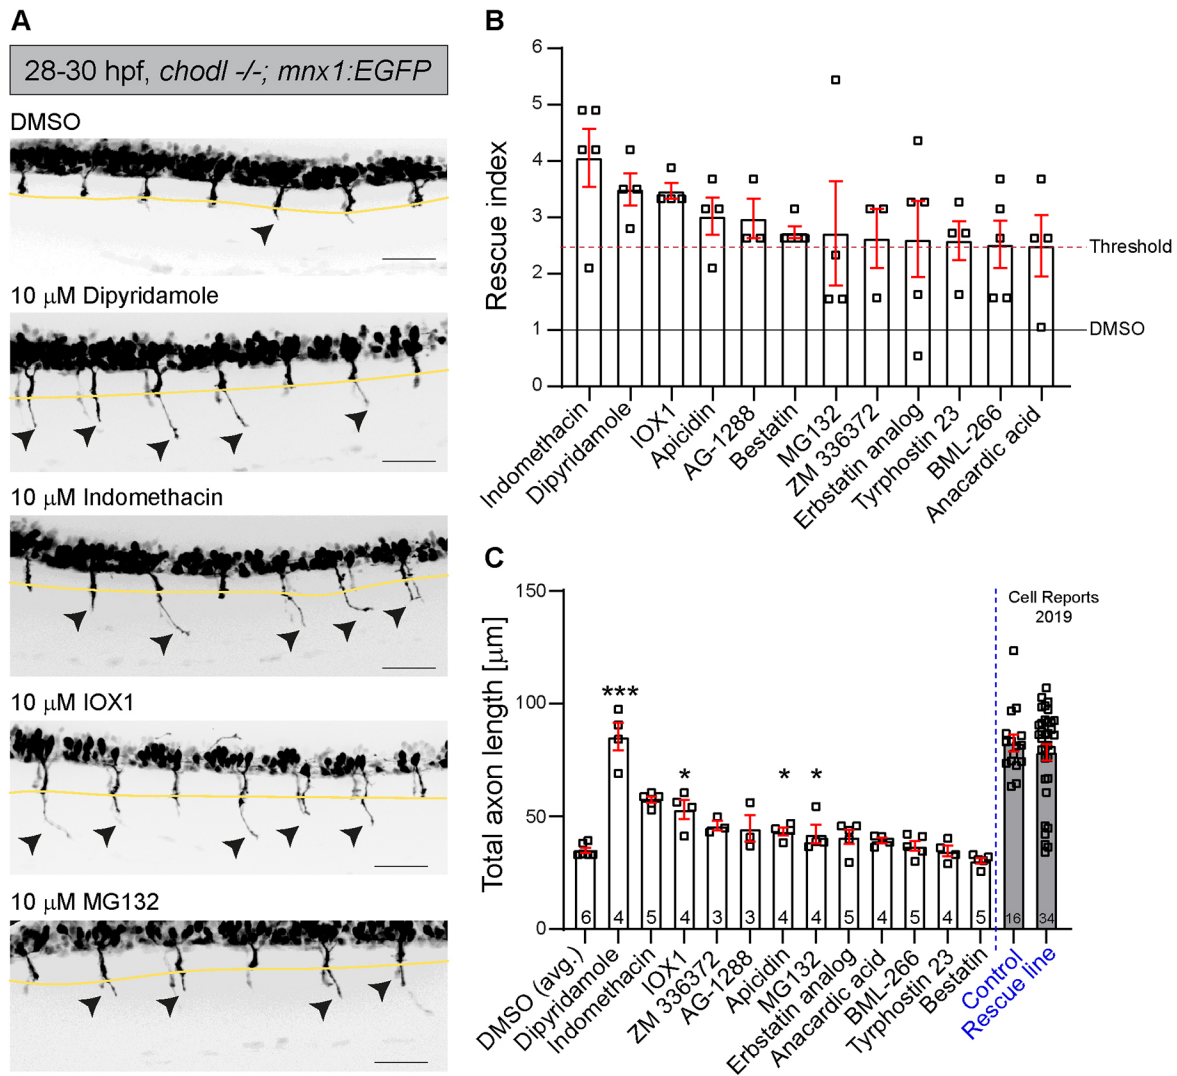 A
28-30 hpf, chodl -/-; mnx1:EGFP
DMSO
10 μM Dipyridamole
10 μM Indomethacin
10 μM IOX1
10 μM MG132
B
Rescue index
6
5
4
3
2
1
0
Threshold
DMSO
Indomethacin
Dipyridamole
IOX1
Apicidin
AG-1288
Bestatin
MG132
ZM 336372
Erbstatin analog
Tyrphostin 23
BML-266
Anacardic acid
C
Total axon length [μm]
150
100
50
0
Cell Reports
2019
***
*
*
*
6
4
5
4
3
3
4
4
5
4
5
4
5
16
34
DMSO (avg.)
Dipyridamole
Indomethacin
IOX1
ZM 336372
AG-1288
Apicidin
MG132
Erbstatin analog
Anacardic acid
BML-266
Tyrphostin 23
Bestatin
Control
Rescue line